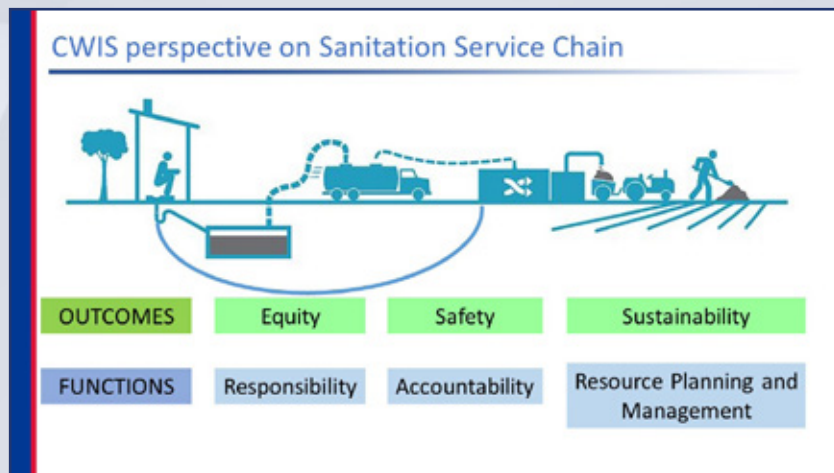 CWIS perspective on Sanitation Service Chain
OUTCOMES
Equity
Safety
Sustainability
FUNCTIONS
Responsibility
Accountability
Resource Planning and
Management